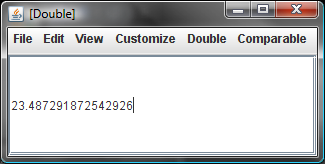 [Double]
File Edit View Customize Double Comparable
23.487291872542926